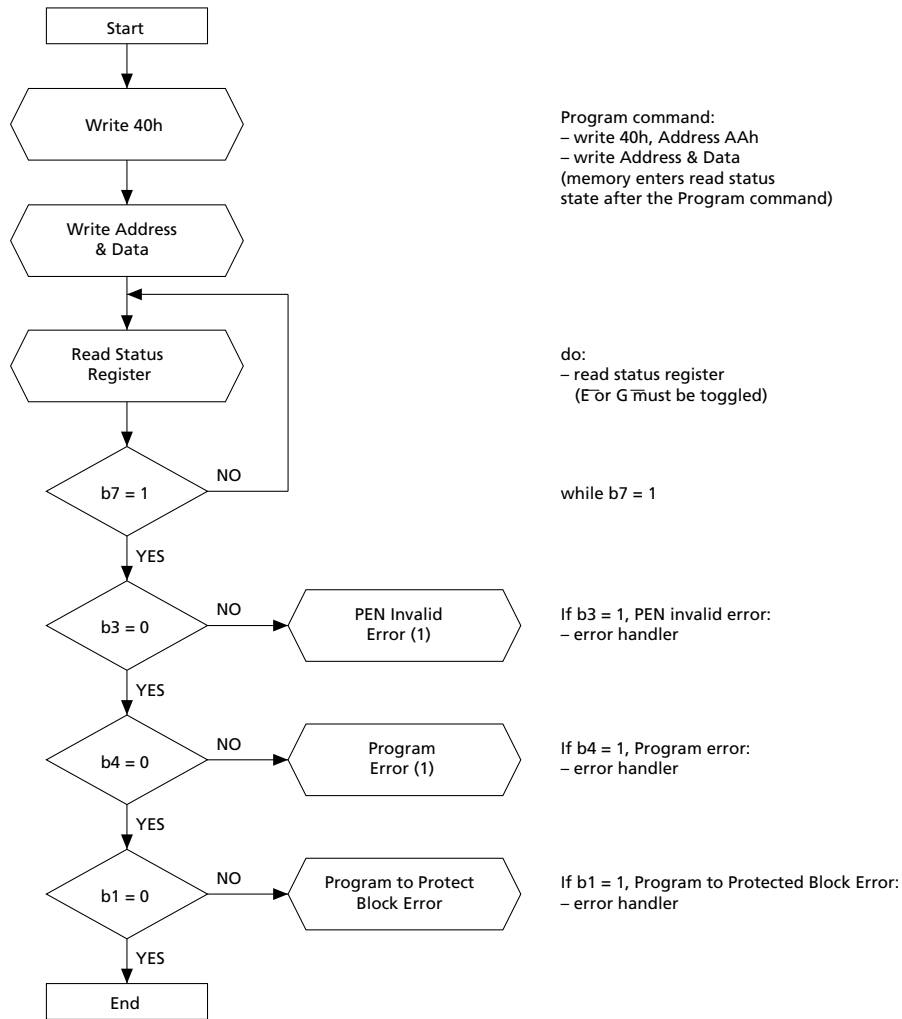 Start
Write 40h
Program command:
– write 40h, Address AAh
– write Address & Data
(memory enters read status
state after the Program command)
Write Address
& Data
Read Status
Register
do:
– read status register
(E̅ or G̅ must be toggled)
NO
b7 = 1
while b7 = 1
YES
NO
b3 = 0
PEN Invalid
Error (1)
If b3 = 1, PEN invalid error:
– error handler
YES
NO
b4 = 0
Program
Error (1)
If b4 = 1, Program error:
– error handler
YES
NO
b1 = 0
Program to Protect
Block Error
If b1 = 1, Program to Protected Block Error:
– error handler
YES
End